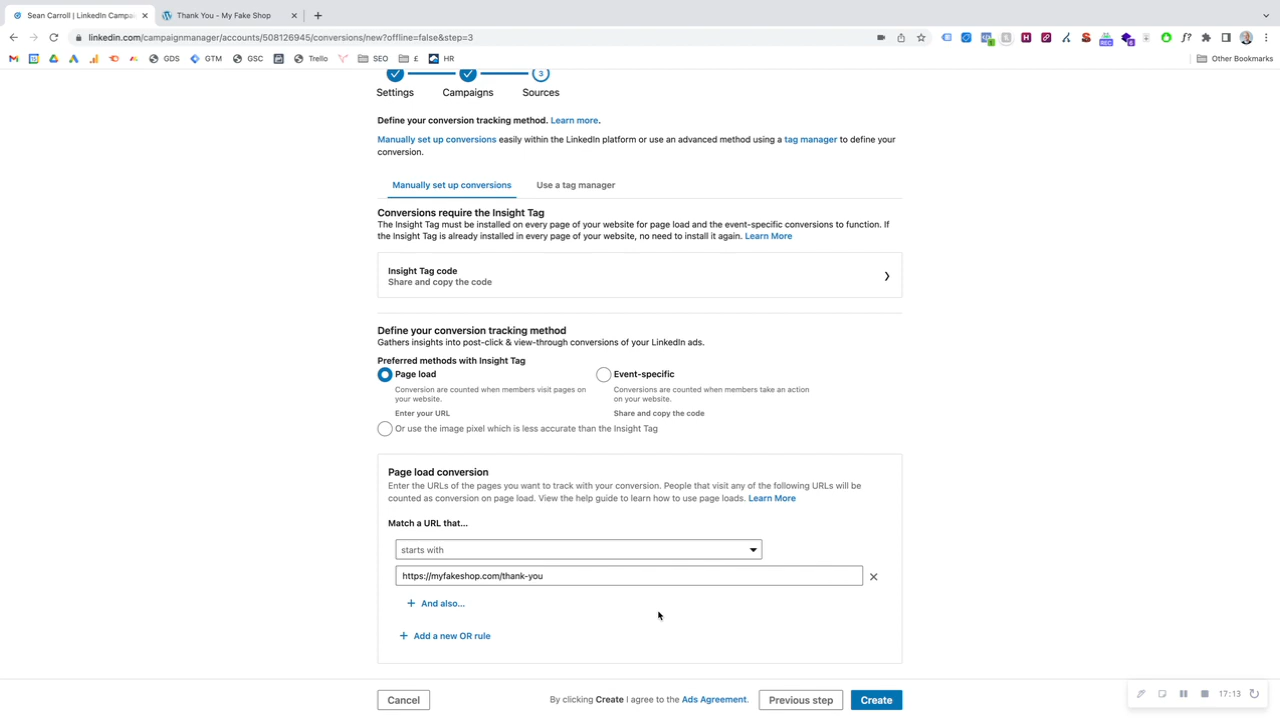 Sean Carroll | LinkedIn Campai
Thank You - My Fake Shop
linkedin.com/campaignmanager/accounts/508126945/conversions/new?offline=false&step=3
GDS
GTM
GSC
Trello
SEO
£
HR
Other Bookmarks
3
Settings
Campaigns
Sources
Define your conversion tracking method. Learn more.
Manually set up conversions easily within the LinkedIn platform or use an advanced method using a tag manager to define your
conversion.
Manually set up conversions
Use a tag manager
Conversions require the Insight Tag
The Insight Tag must be installed on every page of your website for page load and the event-specific conversions to function. If
the Insight Tag is already installed in every page of your website, no need to install it again. Learn More
Insight Tag code
Share and copy the code
Define your conversion tracking method
Gathers insights into post-click & view-through conversions of your LinkedIn ads.
Preferred methods with Insight Tag
Page load
Conversion are counted when members visit pages on
your website.
Enter your URL
Event-specific
Conversions are counted when members take an action
on your website.
Share and copy the code
Or use the image pixel which is less accurate than the Insight Tag
Page load conversion
Enter the URLs of the pages you want to track with your conversion. People that visit any of the following URLs will be
counted as conversion on page load. View the help guide to learn how to use page loads. Learn More
Match a URL that...
starts with
https://myfakeshop.com/thank-you
+ And also...
+ Add a new OR rule
Cancel
By clicking Create I agree to the Ads Agreement.
Previous step
Create
17:13